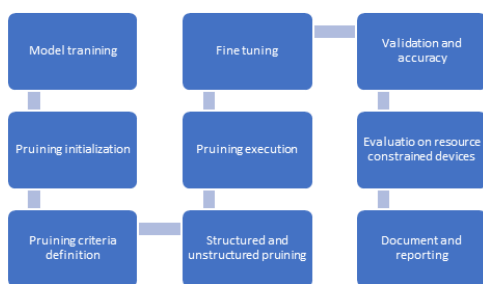 Model tranining
Pruining initialization
Pruining criteria
definition
Structured and
unstructured pruining
Pruining execution
Fine tuning
Validation and
accuracy
Evaluatio on resource
constrained devices
Document and
reporting